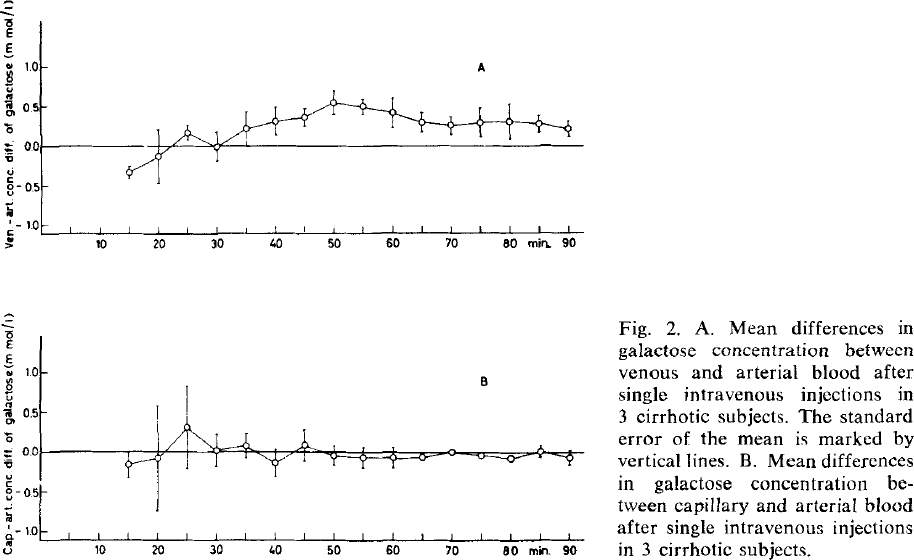 Ven.-art. conc. diff. of galactose (m mol/l)
1.0
0.5
0.0
- 0.5
- 1.0
A
10 20 30 40 50 60 70 80 min. 90
Cap.-art. conc diff. of galactose (m mol/l)
1.0
0.5
0.0
- 0.5
- 1.0
B
10 20 30 40 50 60 70 80 min. 90
Fig. 2. A. Mean differences in
galactose concentration between
venous and arterial blood after
single intravenous injections in
3 cirrhotic subjects. The standard
error of the mean is marked by
vertical lines. B. Mean differences
in galactose concentration be-
tween capillary and arterial blood
after single intravenous injections
in 3 cirrhotic subjects.